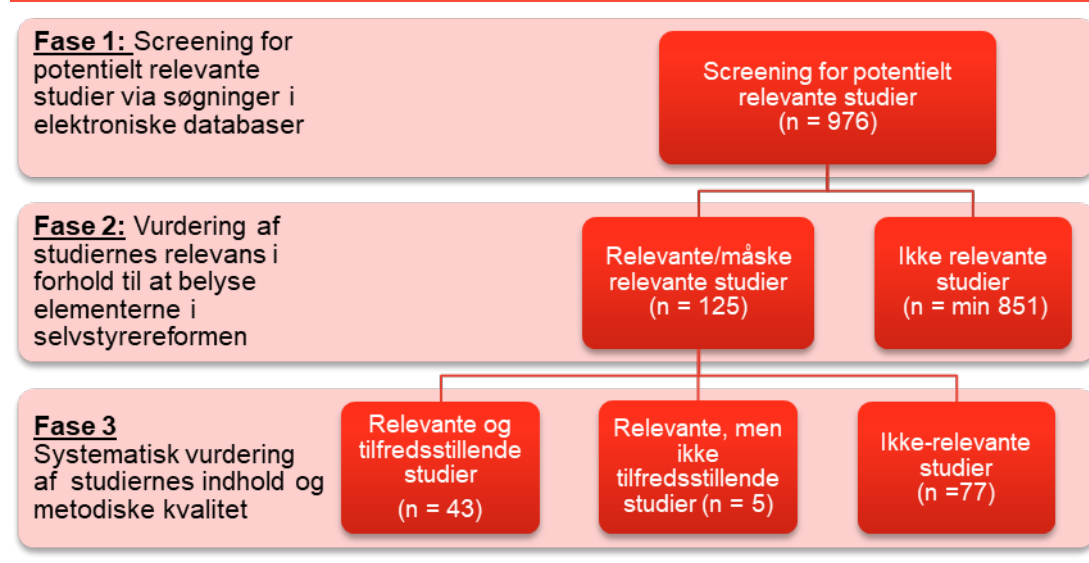 Fase 1: Screening for
potentielt relevante
studier via søgninger i
elektroniske databaser
Screening for potentielt
relevante studier
(n = 976)
Fase 2: Vurdering af
studiernes relevans i
forhold til at belyse
elementerne i
selvstyrereformen
Relevante/måske
relevante studier
(n = 125)
Ikke relevante
studier
(n = min 851)
Fase 3
Systematisk vurdering
af studiernes indhold og
metodiske kvalitet
Relevante og
tilfredsstillende
studier
(n = 43)
Relevante, men
ikke
tilfredsstillende
studier (n = 5)
Ikke-relevante
studier
(n =77)